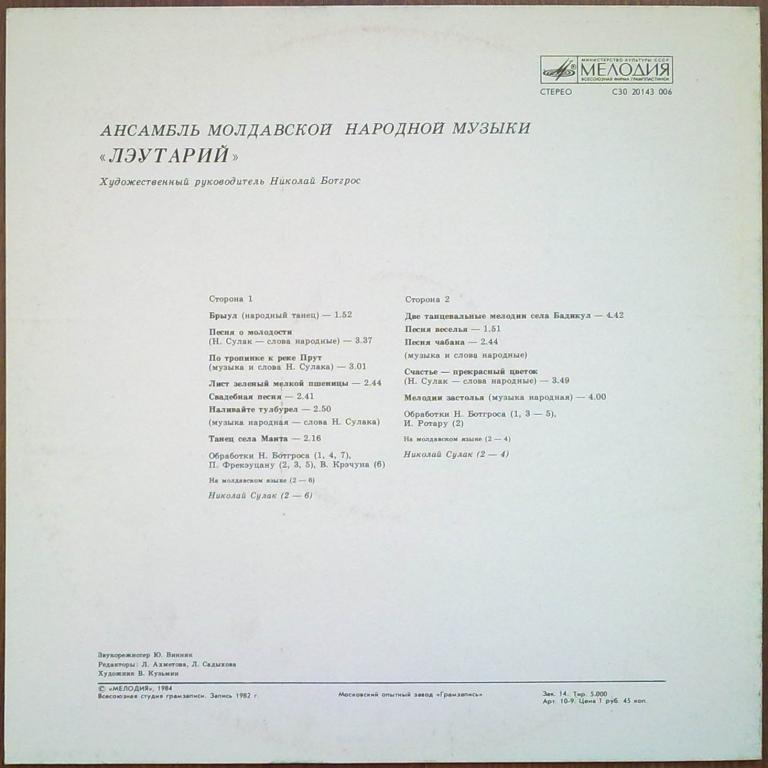 МИНИСТЕРСТВО КУЛЬТУРЫ СССР
МЕЛОДИЯ
ВСЕСОЮЗНАЯ ФИРМА ГРАМПЛАСТИНОК
СТЕРЕО С30 20143 006
АНСАМБЛЬ МОЛДАВСКОЙ НАРОДНОЙ МУЗЫКИ
«ЛЭУТАРИЙ»
Художественный руководитель Николай Ботгрос
Сторона 1
Брыул (народный танец) — 1.52
Песня о молодости
(Н. Сулак — слова народные) — 3.37
По тропинке к реке Прут
(музыка и слова Н. Сулака) — 3.01
Лист зеленый мелкой пшеницы — 2.44
Свадебная песня — 2.41
Наливайте тулбурел — 2.50
(музыка народная — слова Н. Сулака)
Танец села Манта — 2.16
Обработки Н. Ботгроса (1, 4, 7),
П. Фрекэуцану (2, 3, 5), В. Крэчуна (6)
На молдавском языке (2 — 6)
Николай Сулак (2 — 6)
Сторона 2
Две танцевальные мелодии села Бадикул — 4.42
Песня веселья — 1.51
Песня чабана — 2.44
(музыка и слова народные)
Счастье — прекрасный цветок
(Н. Сулак — слова народные) — 3.49
Мелодии застолья (музыка народная) — 4.00
Обработки Н. Ботгроса (1, 3 — 5),
И. Ротару (2)
На молдавском языке (2 — 4)
Николай Сулак (2 — 4)
Звукорежиссер Ю. Винник
Редакторы: Л. Ахметова, Л. Садыхова
Художник В. Кузьмин
© «МЕЛОДИЯ», 1984
Всесоюзная студия грамзаписи. Запись 1982 г.
Московский опытный завод «Грамзапись»
Зак. 14. Тир. 5.000
Арт. 10-9. Цена 1 руб. 45 коп.